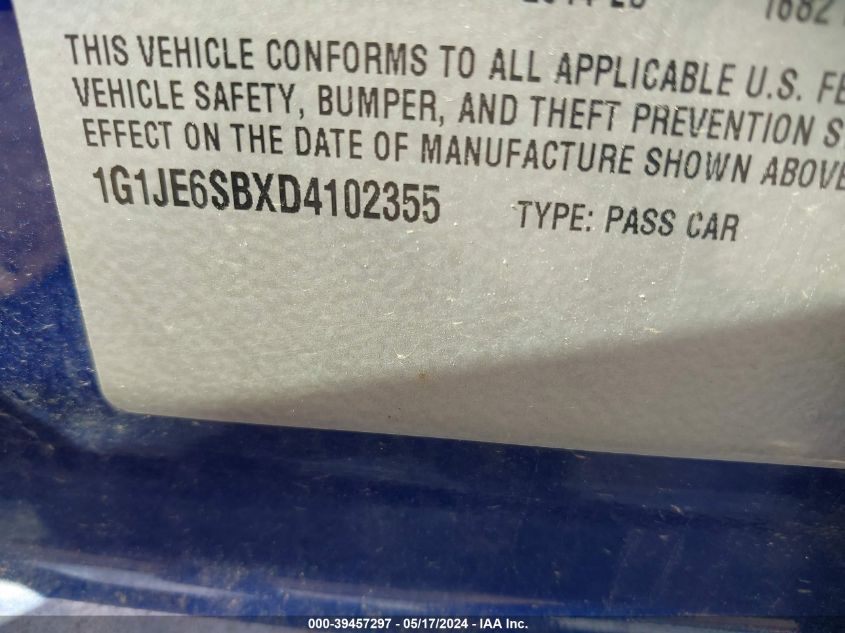 THIS VEHICLE CONFORMS TO ALL APPLICABLE U.S. FE
VEHICLE SAFETY, BUMPER, AND THEFT PREVENTION S
EFFECT ON THE DATE OF MANUFACTURE SHOWN ABOVE
1G1JE6SBXD4102355 TYPE: PASS CAR
000-39457297 - 05/17/2024 - IAA Inc.